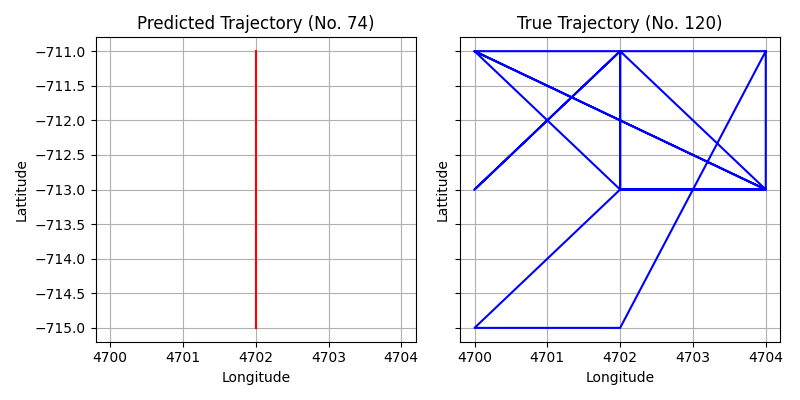 Predicted Trajectory (No. 74)
−711.0
−711.5
−712.0
−712.5
−713.0
−713.5
−714.0
−714.5
−715.0
Lattitude
4700 4701 4702 4703 4704
Longitude
True Trajectory (No. 120)
Lattitude
4700 4701 4702 4703 4704
Longitude